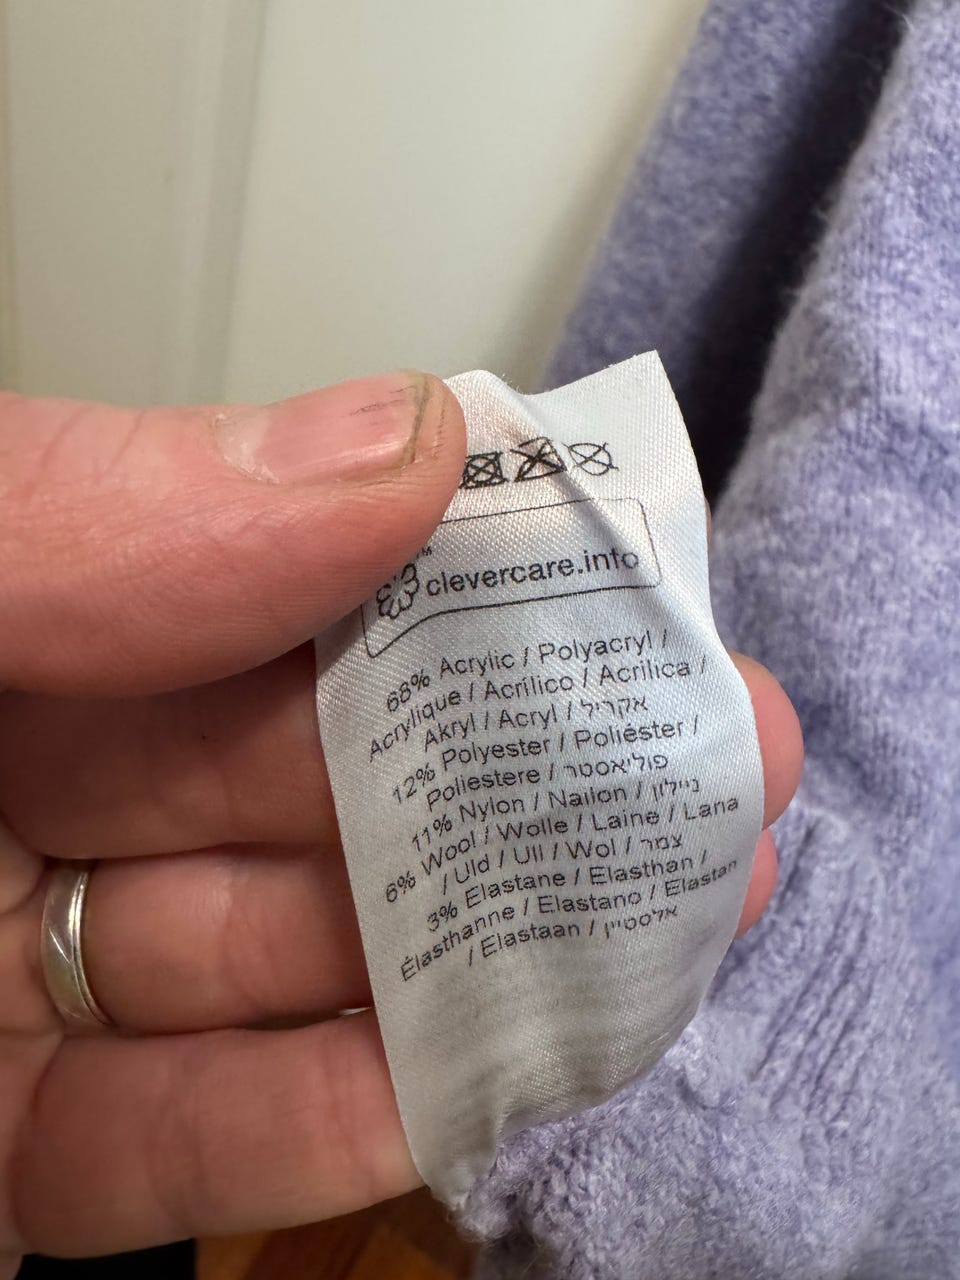 TM
clevercare.info
68% Acrylic / Polyacryl /
Acrylique / Acrílico / Acrilica /
Akryl / Acryl / אקריל
12% Polyester / Poliéster /
Poliestere / פוליאסטר
11% Nylon / Nailon / ניילון
6% Wool / Wolle / Laine / Lana
/ Uld / Ull / Wol / צמר
3% Elastane / Elasthan /
Élasthanne / Elastano / Elastan
/ Elastaan / אלסטיין